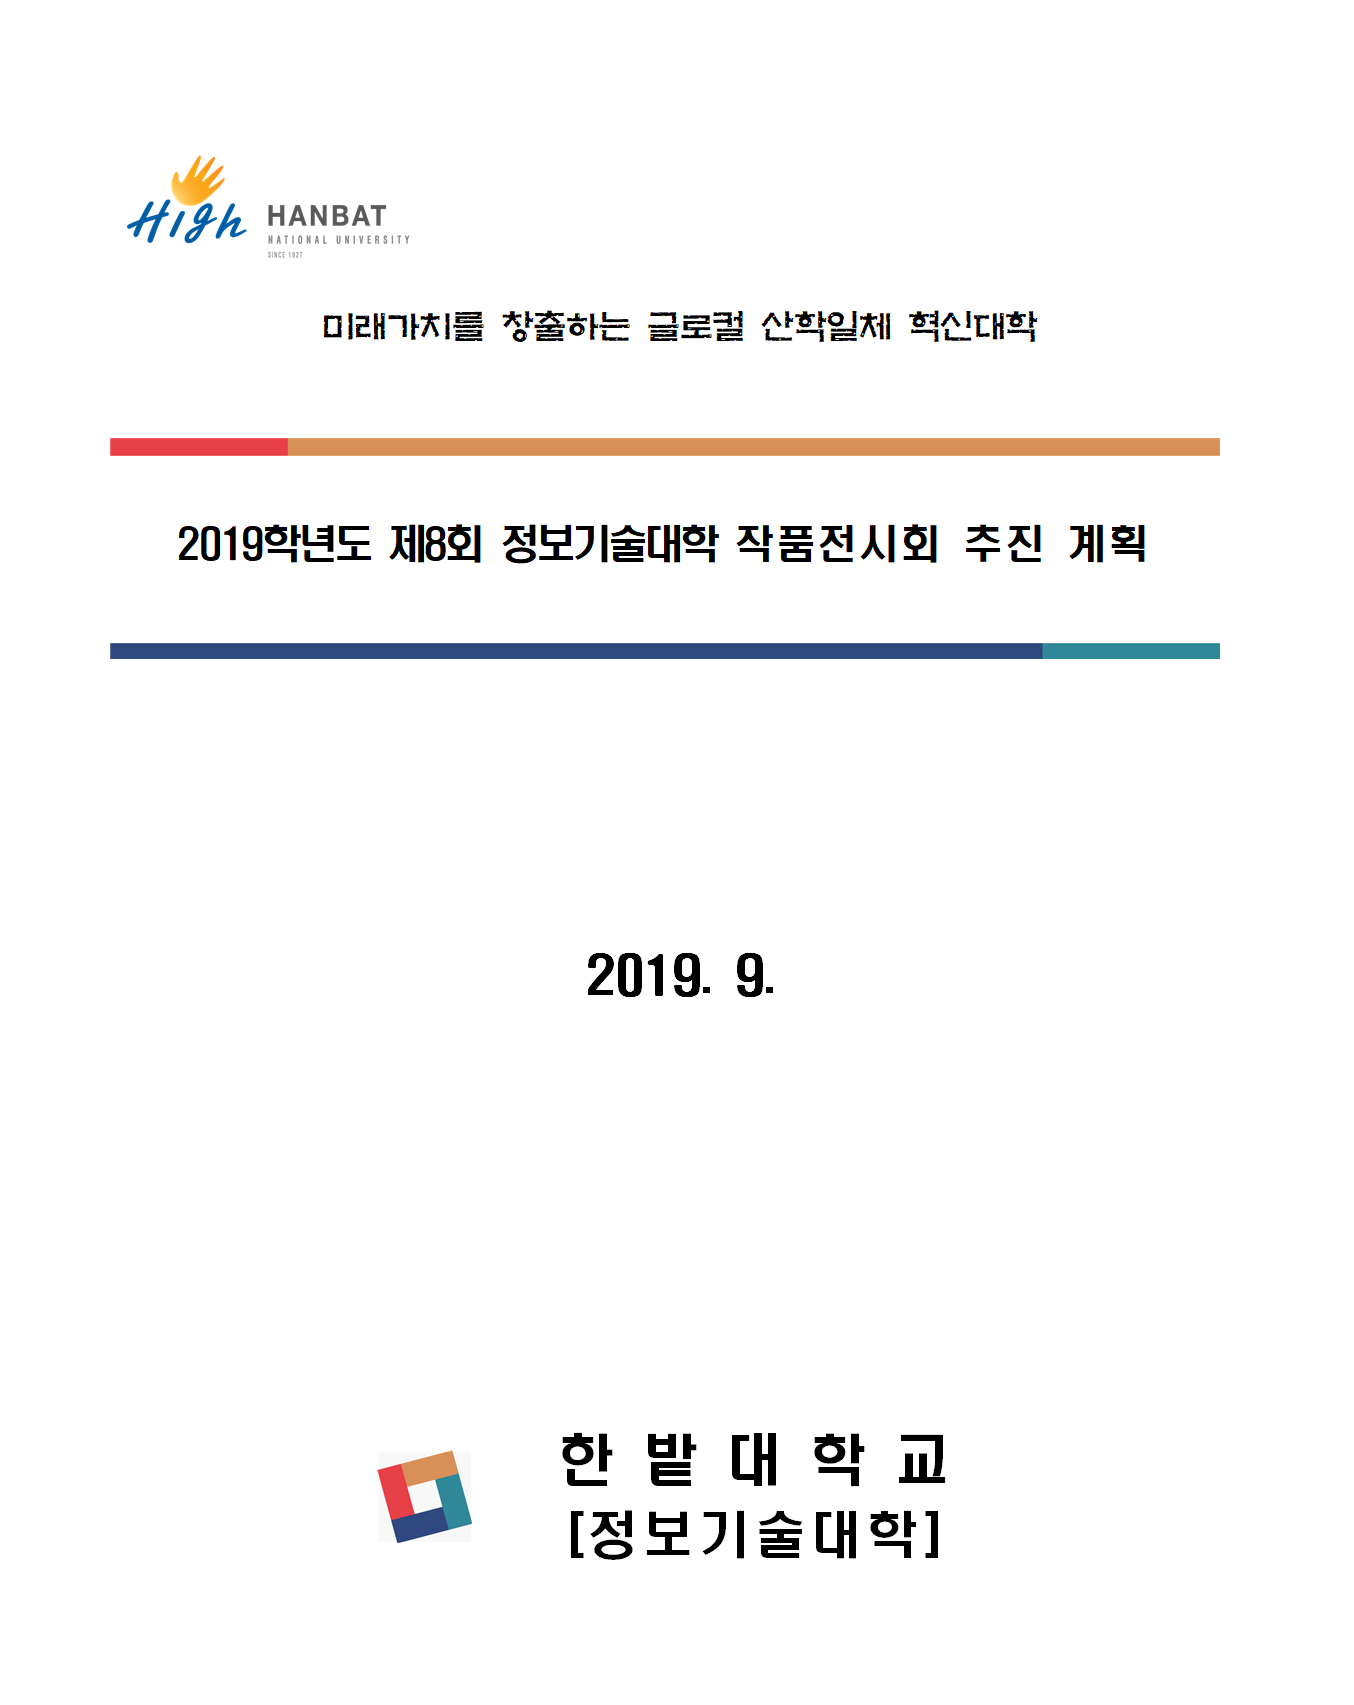 High
HANBAT
NATIONAL UNIVERSITY
SINCE 1927
미래가치를 창출하는 글로컬 산학일체 혁신대학
2019학년도 제8회 정보기술대학 작품전시회 추진 계획
2019. 9.
한 밭 대 학 교
[정보기술대학]